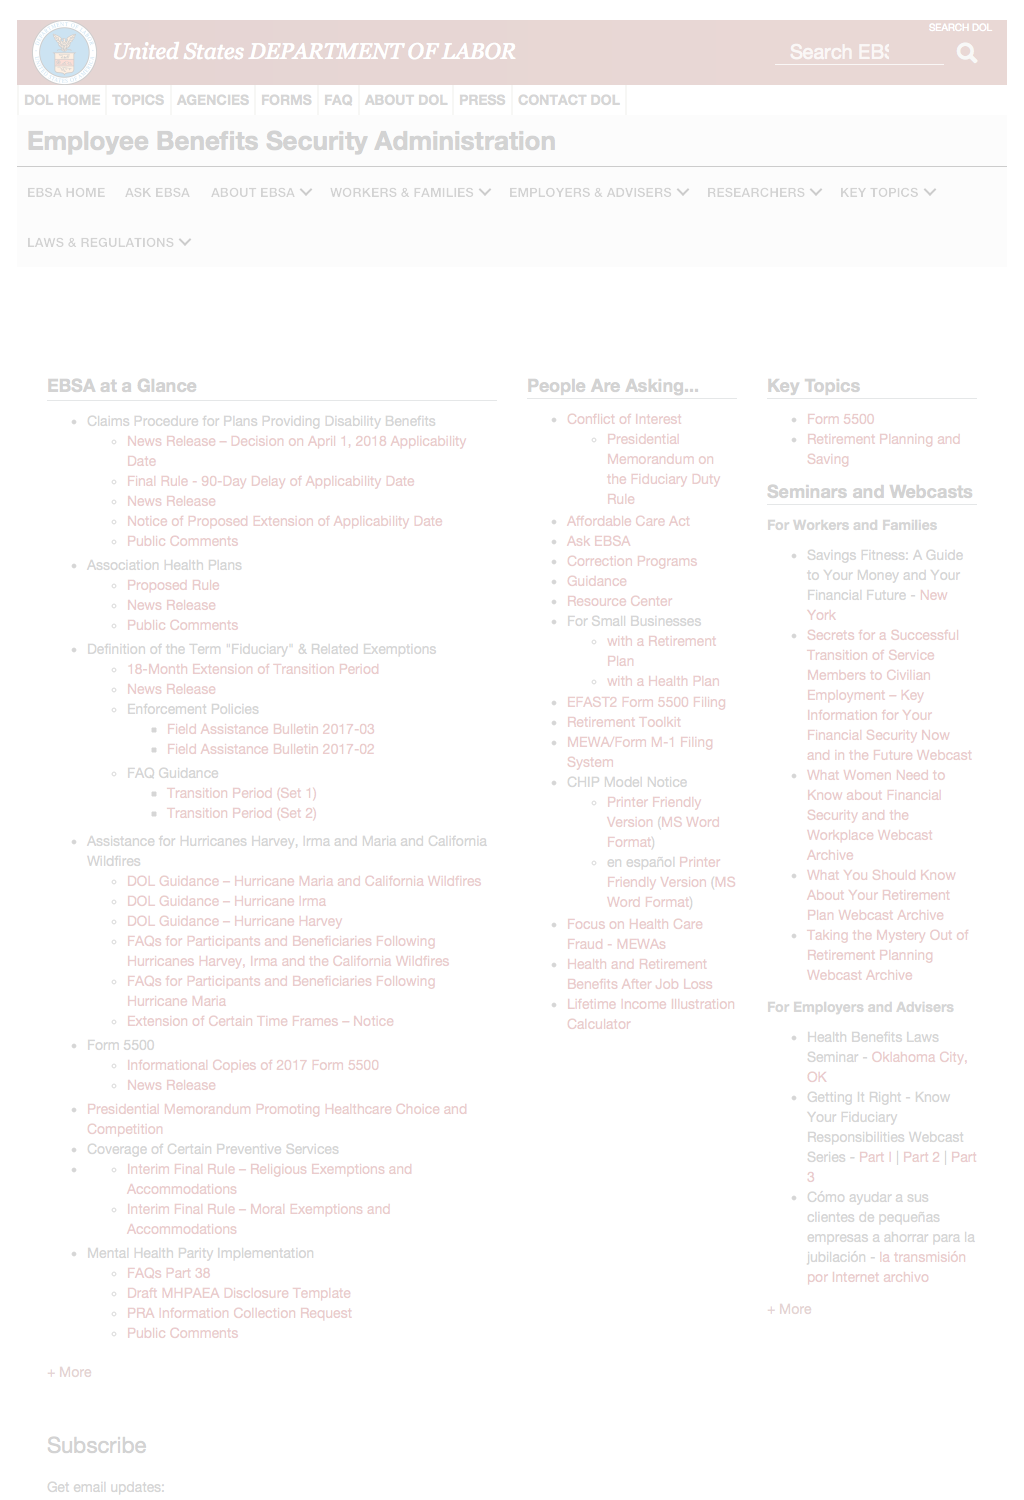 SEARCH DOL
United States DEPARTMENT OF LABOR
Search EBS
DOL HOME TOPICS AGENCIES FORMS FAQ ABOUT DOL PRESS CONTACT DOL
Employee Benefits Security Administration
EBSA HOME ASK EBSA ABOUT EBSA WORKERS & FAMILIES EMPLOYERS & ADVISERS RESEARCHERS KEY TOPICS
LAWS & REGULATIONS
EBSA at a Glance
Claims Procedure for Plans Providing Disability Benefits
News Release – Decision on April 1, 2018 Applicability
Date
Final Rule - 90-Day Delay of Applicability Date
News Release
Notice of Proposed Extension of Applicability Date
Public Comments
Association Health Plans
Proposed Rule
News Release
Public Comments
Definition of the Term "Fiduciary" & Related Exemptions
18-Month Extension of Transition Period
News Release
Enforcement Policies
Field Assistance Bulletin 2017-03
Field Assistance Bulletin 2017-02
FAQ Guidance
Transition Period (Set 1)
Transition Period (Set 2)
Assistance for Hurricanes Harvey, Irma and Maria and California
Wildfires
DOL Guidance – Hurricane Maria and California Wildfires
DOL Guidance – Hurricane Irma
DOL Guidance – Hurricane Harvey
FAQs for Participants and Beneficiaries Following
Hurricanes Harvey, Irma and the California Wildfires
FAQs for Participants and Beneficiaries Following
Hurricane Maria
Extension of Certain Time Frames – Notice
Form 5500
Informational Copies of 2017 Form 5500
News Release
Presidential Memorandum Promoting Healthcare Choice and
Competition
Coverage of Certain Preventive Services
Interim Final Rule – Religious Exemptions and
Accommodations
Interim Final Rule – Moral Exemptions and
Accommodations
Mental Health Parity Implementation
FAQs Part 38
Draft MHPAEA Disclosure Template
PRA Information Collection Request
Public Comments
+ More
People Are Asking...
Conflict of Interest
Presidential
Memorandum on
the Fiduciary Duty
Rule
Affordable Care Act
Ask EBSA
Correction Programs
Guidance
Resource Center
For Small Businesses
with a Retirement
Plan
with a Health Plan
EFAST2 Form 5500 Filing
Retirement Toolkit
MEWA/Form M-1 Filing
System
CHIP Model Notice
Printer Friendly
Version (MS Word
Format)
en español Printer
Friendly Version (MS
Word Format)
Focus on Health Care
Fraud - MEWAs
Health and Retirement
Benefits After Job Loss
Lifetime Income Illustration
Calculator
Key Topics
Form 5500
Retirement Planning and
Saving
Seminars and Webcasts
For Workers and Families
Savings Fitness: A Guide
to Your Money and Your
Financial Future - New
York
Secrets for a Successful
Transition of Service
Members to Civilian
Employment – Key
Information for Your
Financial Security Now
and in the Future Webcast
What Women Need to
Know about Financial
Security and the
Workplace Webcast
Archive
What You Should Know
About Your Retirement
Plan Webcast Archive
Taking the Mystery Out of
Retirement Planning
Webcast Archive
For Employers and Advisers
Health Benefits Laws
Seminar - Oklahoma City,
OK
Getting It Right - Know
Your Fiduciary
Responsibilities Webcast
Series - Part I | Part 2 | Part
3
Cómo ayudar a sus
clientes de pequeñas
empresas a ahorrar para la
jubilación - la transmisión
por Internet archivo
+ More
Subscribe
Get email updates: